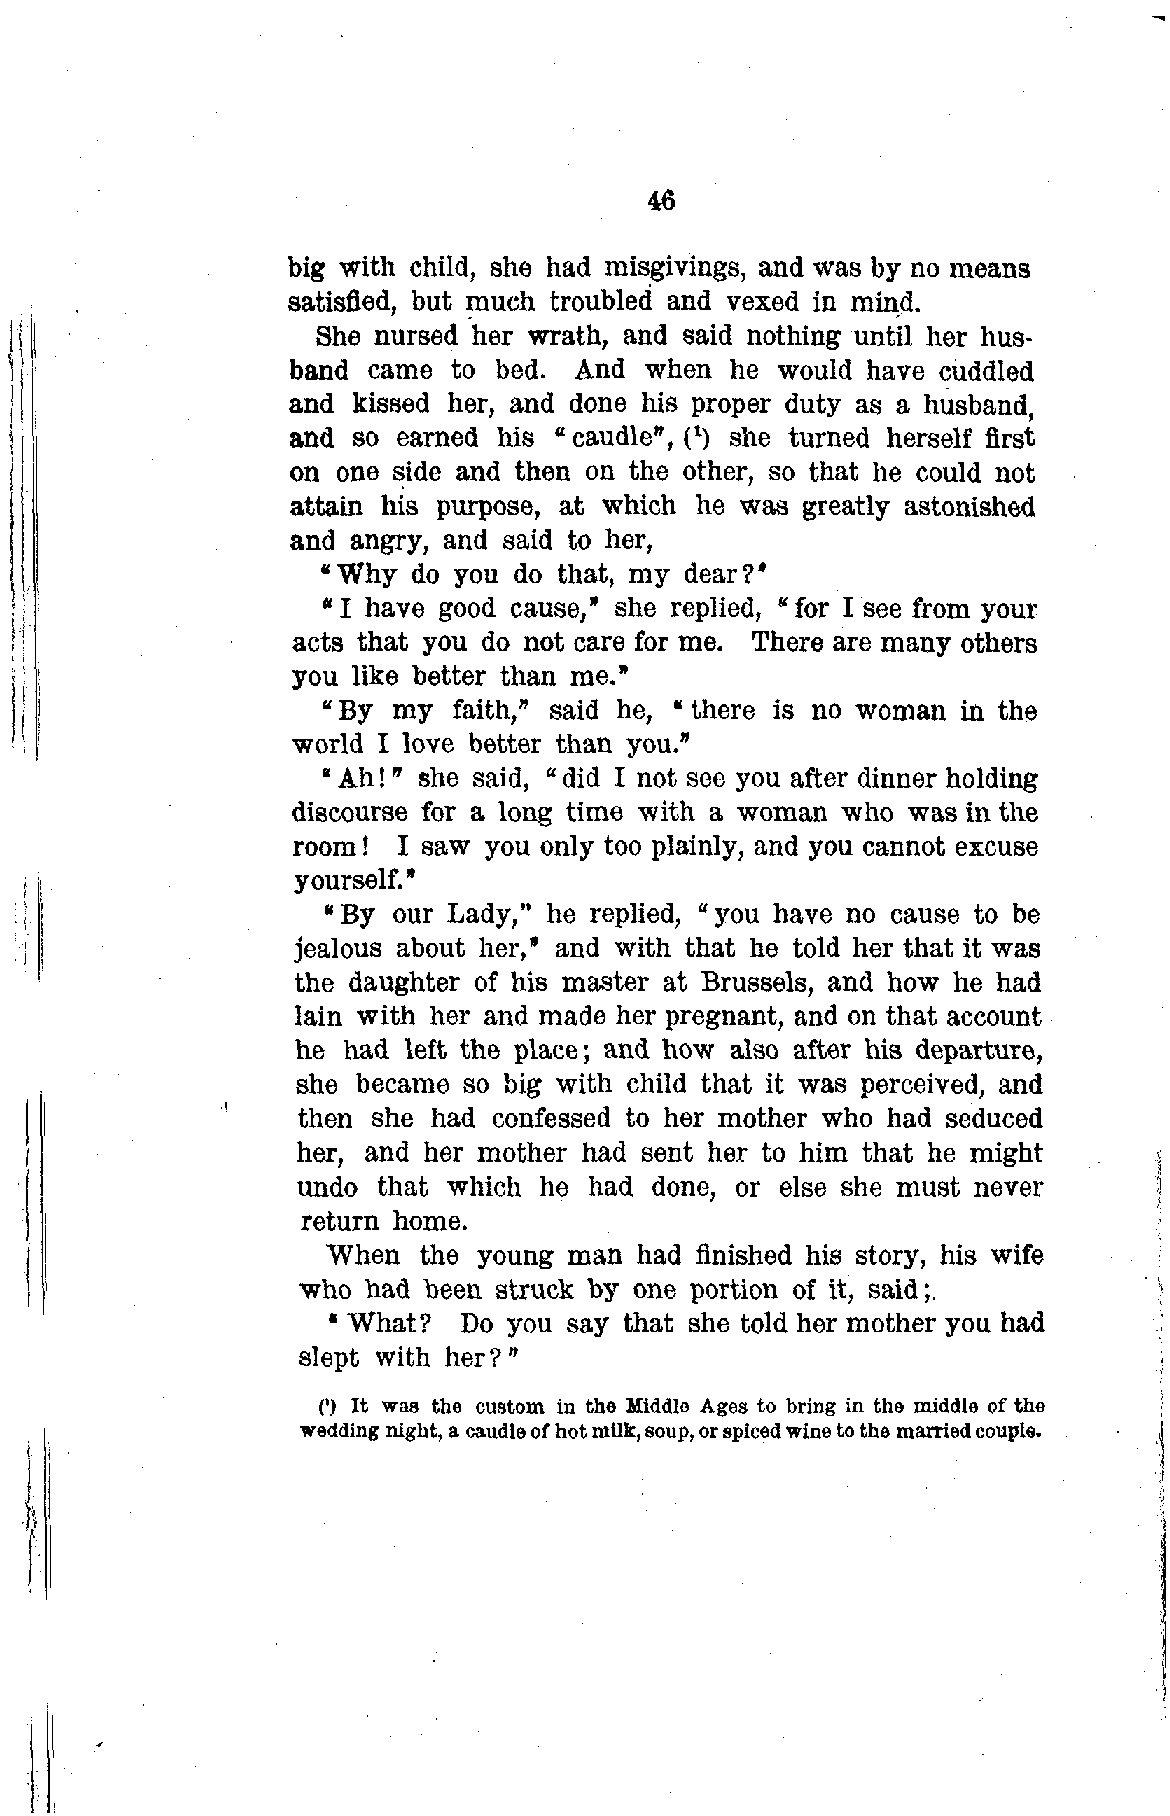 46
big with child, she had misgivings, and was by no means
satisfied, but much troubled and vexed in mind.
She nursed her wrath, and said nothing until her hus-
band came to bed. And when he would have cuddled
and kissed her, and done his proper duty as a husband,
and so earned his “caudle”, (¹) she turned herself first
on one side and then on the other, so that he could not
attain his purpose, at which he was greatly astonished
and angry, and said to her,
“Why do you do that, my dear?”
“I have good cause,” she replied, “for I see from your
acts that you do not care for me. There are many others
you like better than me.”
“By my faith,” said he, “there is no woman in the
world I love better than you.”
“Ah!” she said, “did I not see you after dinner holding
discourse for a long time with a woman who was in the
room! I saw you only too plainly, and you cannot excuse
yourself.”
“By our Lady,” he replied, “you have no cause to be
jealous about her,” and with that he told her that it was
the daughter of his master at Brussels, and how he had
lain with her and made her pregnant, and on that account
he had left the place; and how also after his departure,
she became so big with child that it was perceived, and
then she had confessed to her mother who had seduced
her, and her mother had sent her to him that he might
undo that which he had done, or else she must never
return home.
When the young man had finished his story, his wife
who had been struck by one portion of it, said;.
“What? Do you say that she told her mother you had
slept with her?”
(¹) It was the custom in the Middle Ages to bring in the middle of the
wedding night, a caudle of hot milk, soup, or spiced wine to the married couple.